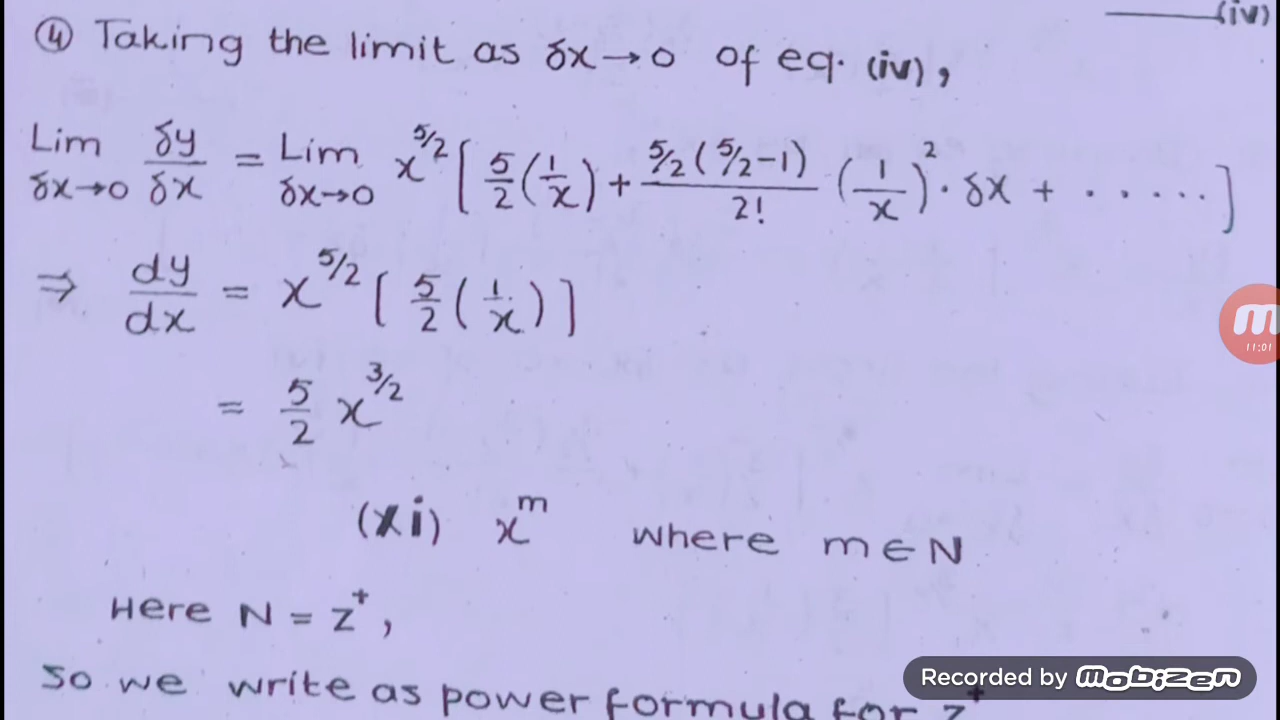 (iv)
④ Taking the limit as δx→0 of eq. (iv),
Lim δx→0 δy/δx = Lim δx→0 x^5/2 [ 5/2 (1/x) + 5/2 (5/2 -1)/2! (1/x)^2 · δx + ..... ]
⇒ dy/dx = x^5/2 [ 5/2 (1/x) ]
= 5/2 x^3/2
(xi) x^m where m ∈ N
Here N = Z^+,
So we write as power formula for Z^+
m
11:01
Recorded by mobizen